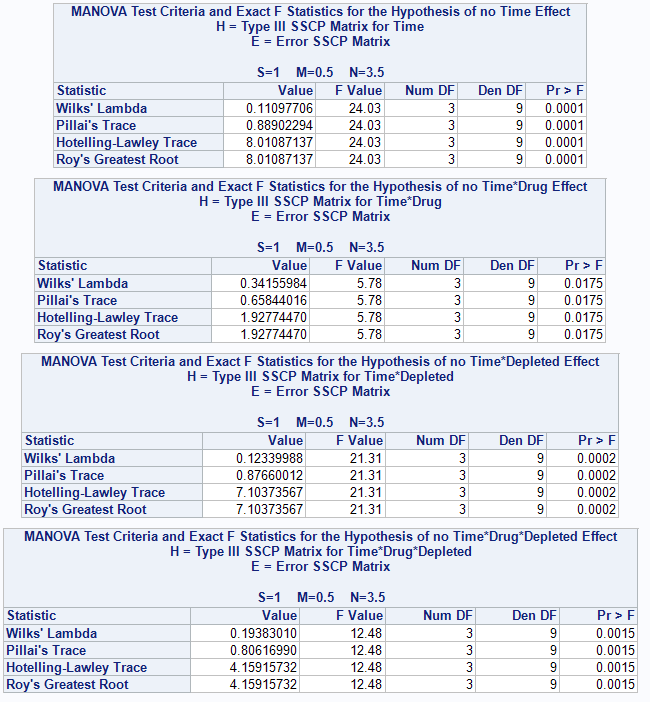 MANOVA Test Criteria and Exact F Statistics for the Hypothesis of no Time Effect
H = Type III SSCP Matrix for Time
E = Error SSCP Matrix
S=1 M=0.5 N=3.5
Statistic Value F Value Num DF Den DF Pr > F
Wilks' Lambda 0.11097706 24.03 3 9 0.0001
Pillai's Trace 0.88902294 24.03 3 9 0.0001
Hotelling-Lawley Trace 8.01087137 24.03 3 9 0.0001
Roy's Greatest Root 8.01087137 24.03 3 9 0.0001
MANOVA Test Criteria and Exact F Statistics for the Hypothesis of no Time*Drug Effect
H = Type III SSCP Matrix for Time*Drug
E = Error SSCP Matrix
S=1 M=0.5 N=3.5
Statistic Value F Value Num DF Den DF Pr > F
Wilks' Lambda 0.34155984 5.78 3 9 0.0175
Pillai's Trace 0.65844016 5.78 3 9 0.0175
Hotelling-Lawley Trace 1.92774470 5.78 3 9 0.0175
Roy's Greatest Root 1.92774470 5.78 3 9 0.0175
MANOVA Test Criteria and Exact F Statistics for the Hypothesis of no Time*Depleted Effect
H = Type III SSCP Matrix for Time*Depleted
E = Error SSCP Matrix
S=1 M=0.5 N=3.5
Statistic Value F Value Num DF Den DF Pr > F
Wilks' Lambda 0.12339988 21.31 3 9 0.0002
Pillai's Trace 0.87660012 21.31 3 9 0.0002
Hotelling-Lawley Trace 7.10373567 21.31 3 9 0.0002
Roy's Greatest Root 7.10373567 21.31 3 9 0.0002
MANOVA Test Criteria and Exact F Statistics for the Hypothesis of no Time*Drug*Depleted Effect
H = Type III SSCP Matrix for Time*Drug*Depleted
E = Error SSCP Matrix
S=1 M=0.5 N=3.5
Statistic Value F Value Num DF Den DF Pr > F
Wilks' Lambda 0.19383010 12.48 3 9 0.0015
Pillai's Trace 0.80616990 12.48 3 9 0.0015
Hotelling-Lawley Trace 4.15915732 12.48 3 9 0.0015
Roy's Greatest Root 4.15915732 12.48 3 9 0.0015